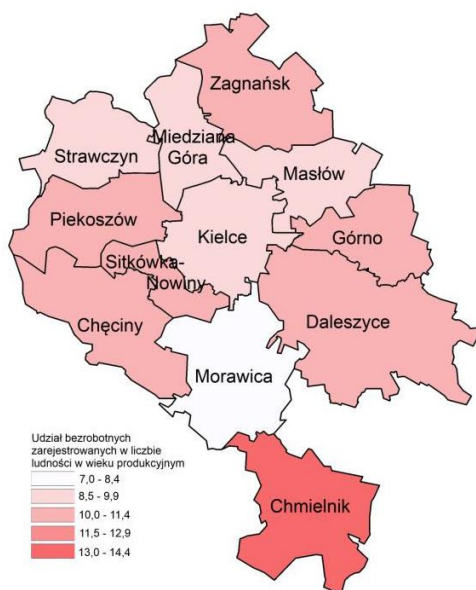 Zagnańsk
Miedziana
Góra
Strawczyn
Masłów
Piekoszów
Kielce
Górno
Sitkówka-
Nowiny
Chęciny
Daleszyce
Morawica
Udział bezrobotnych
zarejestrowanych w liczbie
ludności w wieku produkcyjnym
7,0 - 8,4
8,5 - 9,9
10,0 - 11,4
11,5 - 12,9
13,0 - 14,4
Chmielnik